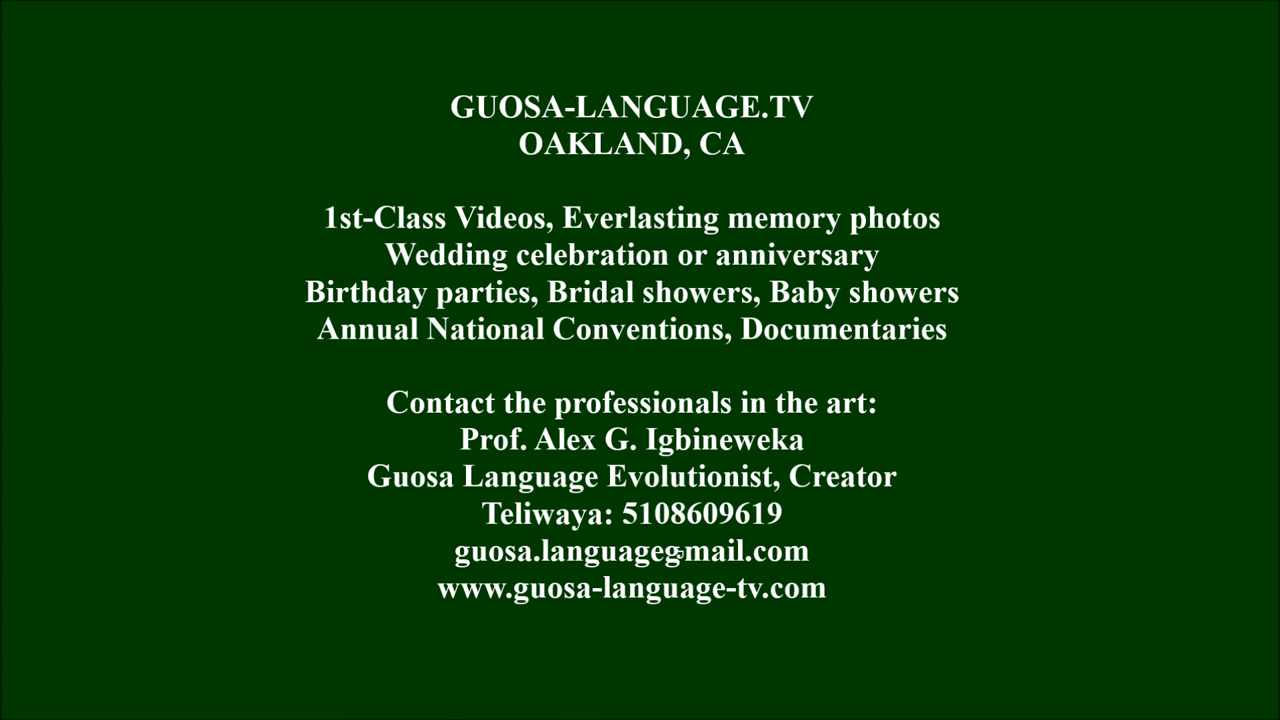 GUOSA-LANGUAGE.TV
OAKLAND, CA
1st-Class Videos, Everlasting memory photos
Wedding celebration or anniversary
Birthday parties, Bridal showers, Baby showers
Annual National Conventions, Documentaries
Contact the professionals in the art:
Prof. Alex G. Igbineweka
Guosa Language Evolutionist, Creator
Teliwaya: 5108609619
guosa.languagegmail.com
www.guosa-language-tv.com